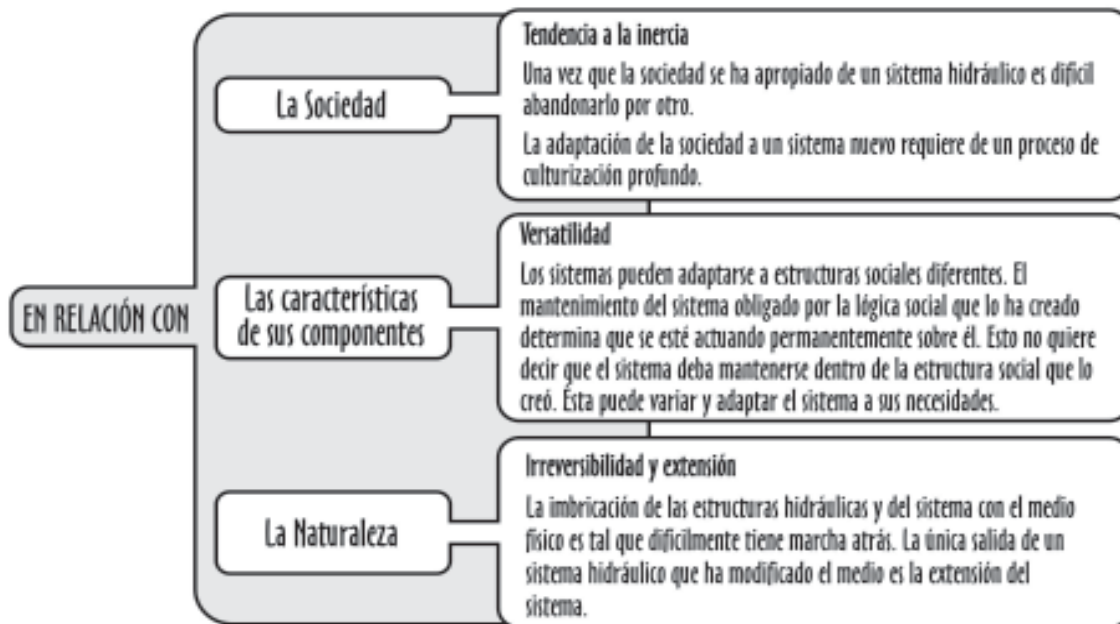 EN RELACIÓN CON
La Sociedad
Tendencia a la inercia
Una vez que la sociedad se ha apropiado de un sistema hidráulico es difícil
abandonarlo por otro.
La adaptación de la sociedad a un sistema nuevo requiere de un proceso de
culturización profundo.
Las características
de sus componentes
Versatilidad
Los sistemas pueden adaptarse a estructuras sociales diferentes. El
mantenimiento del sistema obligado por la lógica social que lo ha creado
determina que se esté actuando permanentemente sobre él. Esto no quiere
decir que el sistema deba mantenerse dentro de la estructura social que lo
creó. Ésta puede variar y adaptar el sistema a sus necesidades.
La Naturaleza
Irreversibilidad y extensión
La imbricación de las estructuras hidráulicas y del sistema con el medio
físico es tal que difícilmente tiene marcha atrás. La única salida de un
sistema hidráulico que ha modificado el medio es la extensión del
sistema.